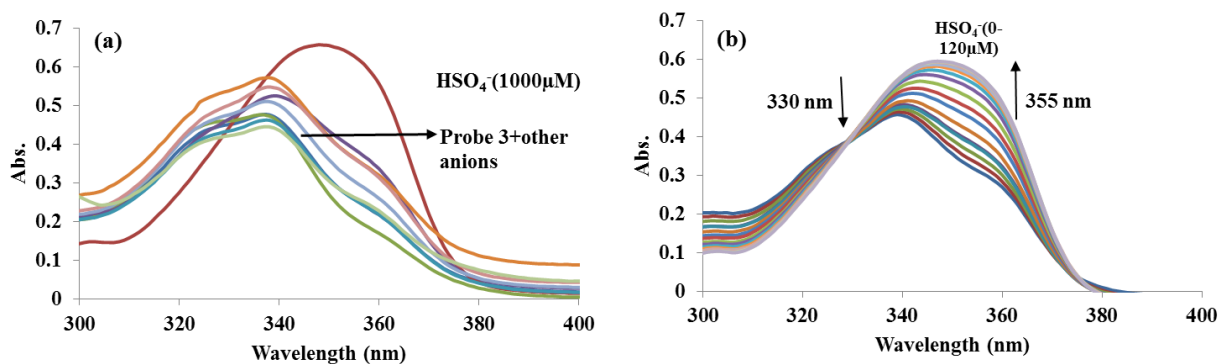 (a)
0.7
0.6
0.5
0.4
0.3
0.2
0.1
0
Abs.
HSO4⁻(1000µM)
Probe 3+other
anions
300
320
340
360
380
400
Wavelength (nm)
(b)
0.7
0.6
0.5
0.4
0.3
0.2
0.1
0
Abs.
HSO4⁻(0-
120µM)
330 nm
355 nm
300
320
340
360
380
400
Wavelength (nm)